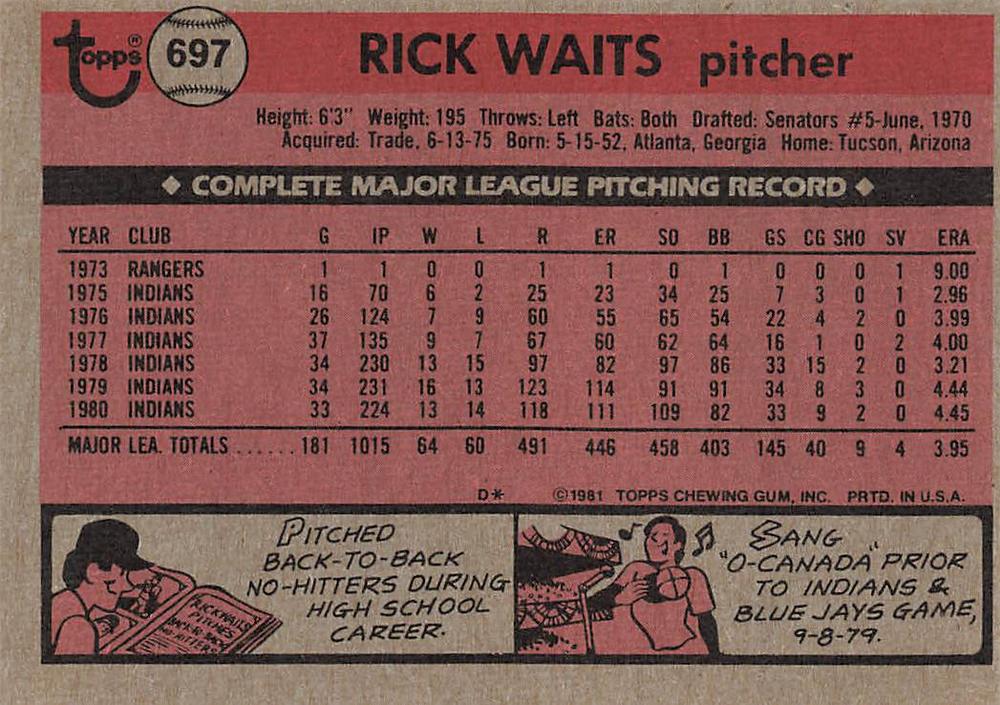 topps® 697 RICK WAITS pitcher
Height: 6'3" Weight: 195 Throws: Left Bats: Both Drafted: Senators #5-June, 1970
Acquired: Trade, 6-13-75 Born: 5-15-52, Atlanta, Georgia Home: Tucson, Arizona
◆ COMPLETE MAJOR LEAGUE PITCHING RECORD ◆
YEAR CLUB G IP W L R ER SO BB GS CG SHO SV ERA
1973 RANGERS 1 1 0 0 1 1 0 1 0 0 0 1 9.00
1975 INDIANS 16 70 6 2 25 23 34 25 7 3 0 1 2.96
1976 INDIANS 26 124 7 9 60 55 65 54 22 4 2 0 3.99
1977 INDIANS 37 135 9 7 67 60 62 64 16 1 0 2 4.00
1978 INDIANS 34 230 13 15 97 82 97 86 33 15 2 0 3.21
1979 INDIANS 34 231 16 13 123 114 91 91 34 8 3 0 4.44
1980 INDIANS 33 224 13 14 118 111 109 82 33 9 2 0 4.45
MAJOR LEA. TOTALS ...... 181 1015 64 60 491 446 458 403 145 40 9 4 3.95
D* ©1981 TOPPS CHEWING GUM, INC. PRTD. IN U.S.A.
PITCHED
BACK-TO-BACK
NO-HITTERS DURING
HIGH SCHOOL
CAREER.
RICK WAITS
PITCHES
BACK-TO-BACK
NO-HITTERS
SANG
"O-CANADA" PRIOR
TO INDIANS &
BLUE JAYS GAME,
9-8-79.